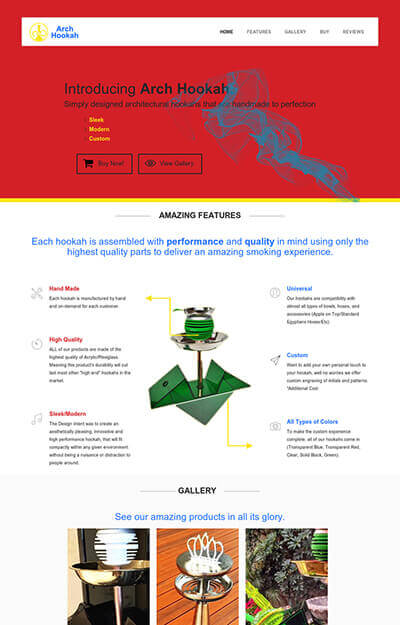 Arch
Hookah
HOME FEATURES GALLERY BUY REVIEWS
Introducing Arch Hookah
Simply designed architectural hookahs that are handmade to perfection
Sleek
Modern
Custom
Buy Now! View Gallery
AMAZING FEATURES
Each hookah is assembled with performance and quality in mind using only the
highest quality parts to deliver an amazing smoking experience.
Hand Made
Each hookah is manufactured by hand
and on-demand for each customer
High Quality
ALL of our products are made of the
highest quality of Acrylic/Plexiglass.
Meaning this product's durability will out
last most other "high end" hookahs in the
market.
Sleek/Modern
The Design intent was to create an
aesthetically pleasing, innovative and
high performance hookah, that will fit
compactly within any given environment
without being a nuisance or distraction to
people around.
Universal
Our hookahs are compatibility with
almost all types of bowls, hoses, and
accessories (Apple on Top/Standard
Egyptians Hoses/Etc)
Custom
Want to add your own personal touch to
your hookah, well no worries we offer
custom engraving of initials and patterns
*Additional Cost
All Types of Colors
To make the custom experience
complete, all of our hookahs come in
(Transparent Blue, Transparent Red,
Clear, Solid Black, Green).
GALLERY
See our amazing products in all its glory.